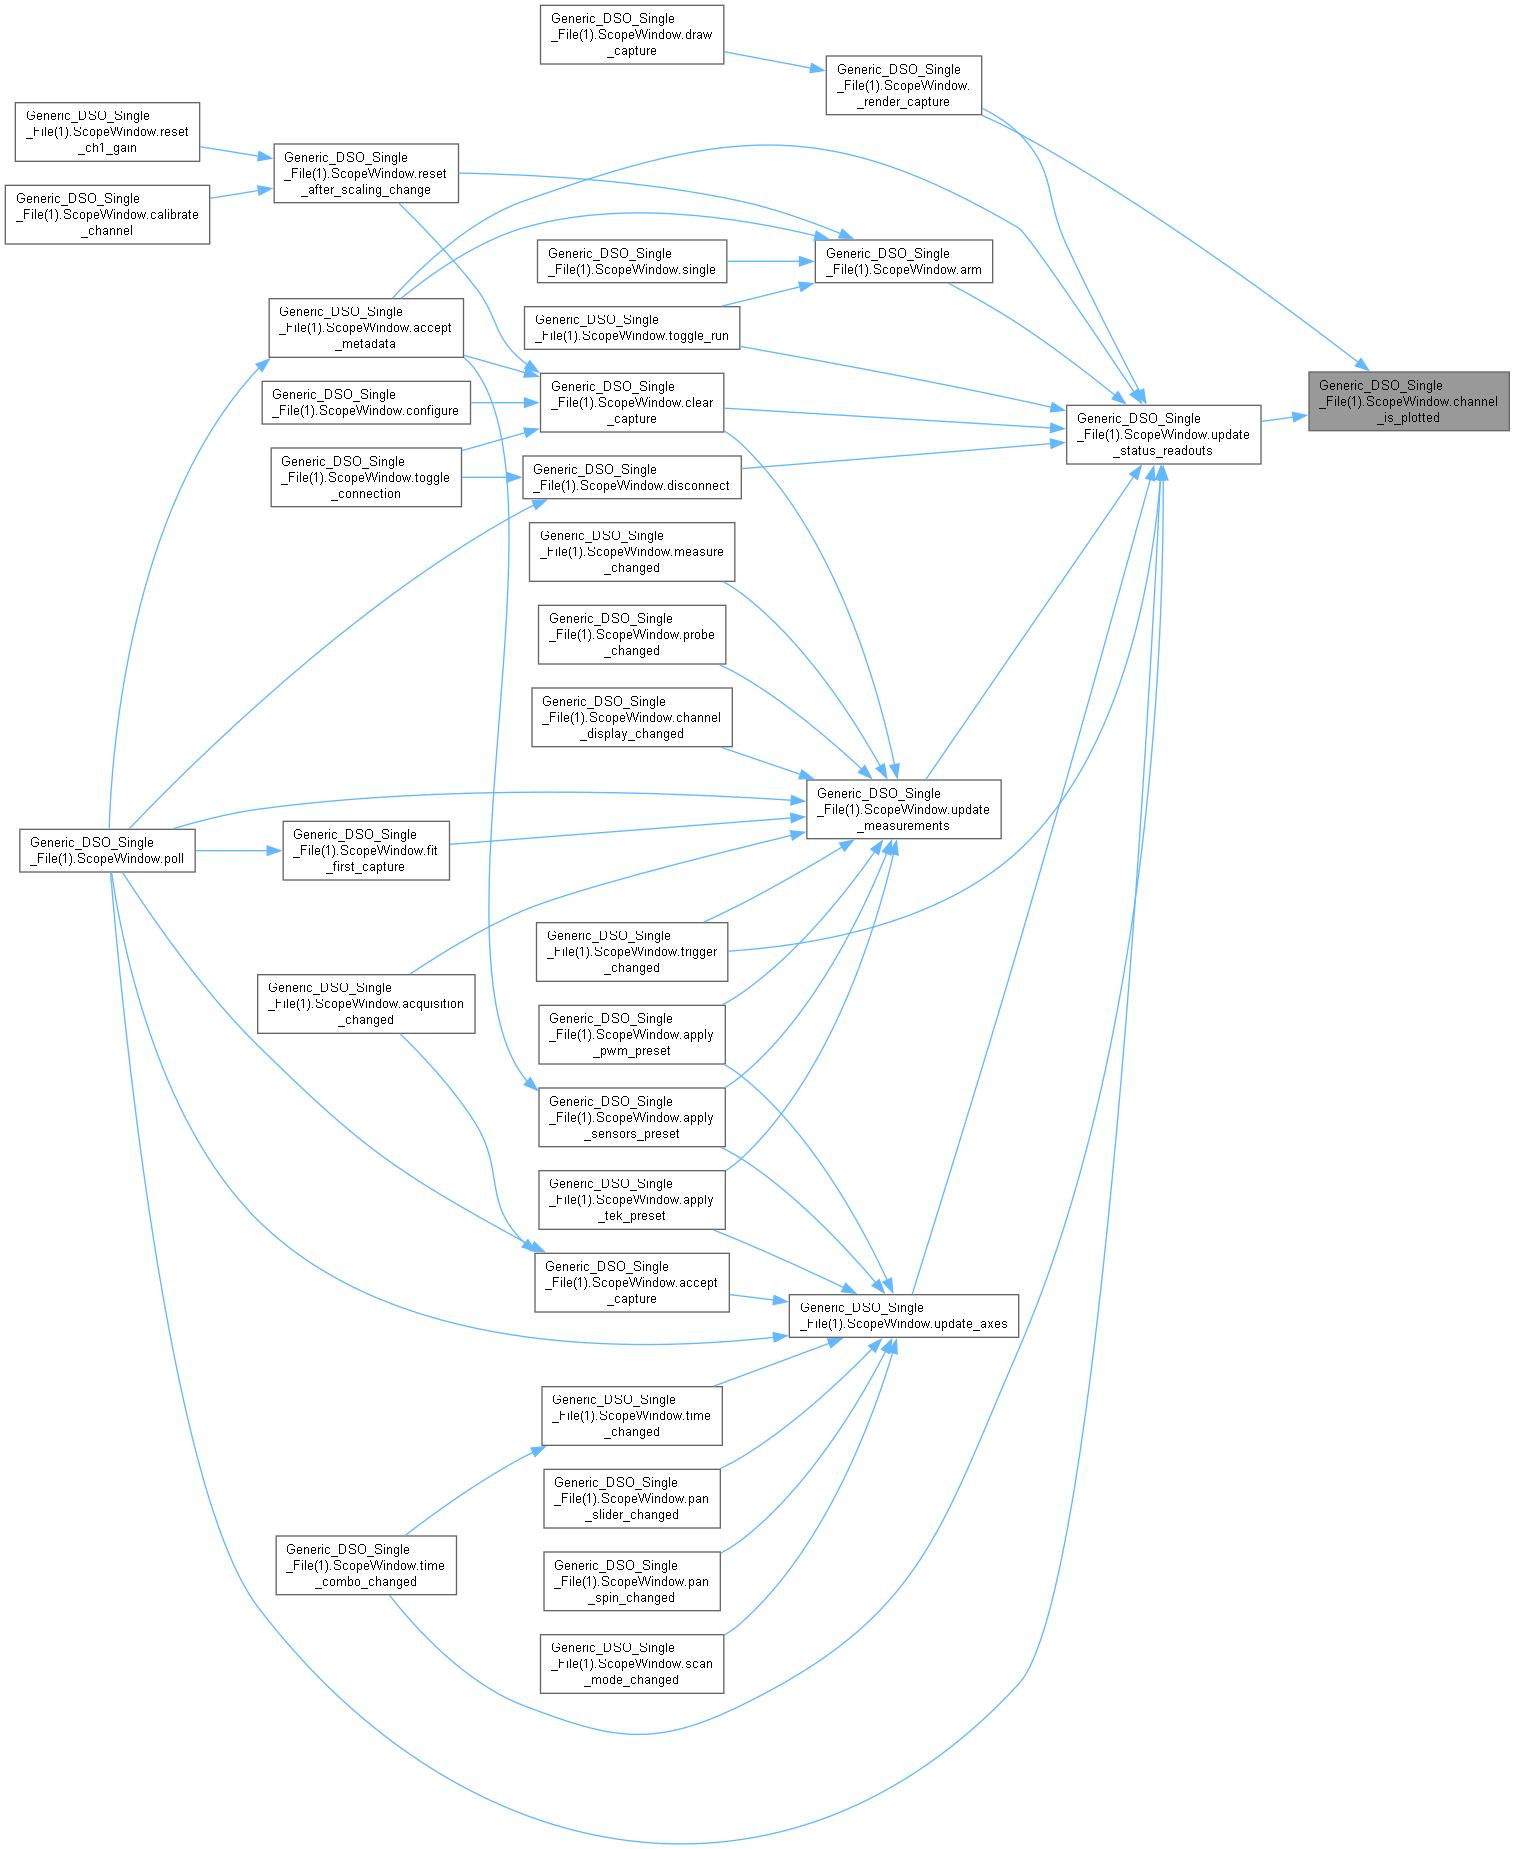 Generic_DSO_Single
_File(1).ScopeWindow.draw
_capture
Generic_DSO_Single
_File(1).ScopeWindow.
_render_capture
Generic_DSO_Single
_File(1).ScopeWindow.reset
_ch1_gain
Generic_DSO_Single
_File(1).ScopeWindow.reset
_after_scaling_change
Generic_DSO_Single
_File(1).ScopeWindow.calibrate
_channel
Generic_DSO_Single
_File(1).ScopeWindow.single
Generic_DSO_Single
_File(1).ScopeWindow.arm
Generic_DSO_Single
_File(1).ScopeWindow.accept
_metadata
Generic_DSO_Single
_File(1).ScopeWindow.toggle_run
Generic_DSO_Single
_File(1).ScopeWindow.configure
Generic_DSO_Single
_File(1).ScopeWindow.clear
_capture
Generic_DSO_Single
_File(1).ScopeWindow.update
_status_readouts
Generic_DSO_Single
_File(1).ScopeWindow.channel
_is_plotted
Generic_DSO_Single
_File(1).ScopeWindow.toggle
_connection
Generic_DSO_Single
_File(1).ScopeWindow.disconnect
Generic_DSO_Single
_File(1).ScopeWindow.measure
_changed
Generic_DSO_Single
_File(1).ScopeWindow.probe
_changed
Generic_DSO_Single
_File(1).ScopeWindow.channel
_display_changed
Generic_DSO_Single
_File(1).ScopeWindow.update
_measurements
Generic_DSO_Single
_File(1).ScopeWindow.poll
Generic_DSO_Single
_File(1).ScopeWindow.fit
_first_capture
Generic_DSO_Single
_File(1).ScopeWindow.trigger
_changed
Generic_DSO_Single
_File(1).ScopeWindow.acquisition
_changed
Generic_DSO_Single
_File(1).ScopeWindow.apply
_pwm_preset
Generic_DSO_Single
_File(1).ScopeWindow.apply
_sensors_preset
Generic_DSO_Single
_File(1).ScopeWindow.apply
_tek_preset
Generic_DSO_Single
_File(1).ScopeWindow.accept
_capture
Generic_DSO_Single
_File(1).ScopeWindow.update_axes
Generic_DSO_Single
_File(1).ScopeWindow.time
_changed
Generic_DSO_Single
_File(1).ScopeWindow.pan
_slider_changed
Generic_DSO_Single
_File(1).ScopeWindow.time
_combo_changed
Generic_DSO_Single
_File(1).ScopeWindow.pan
_spin_changed
Generic_DSO_Single
_File(1).ScopeWindow.scan
_mode_changed